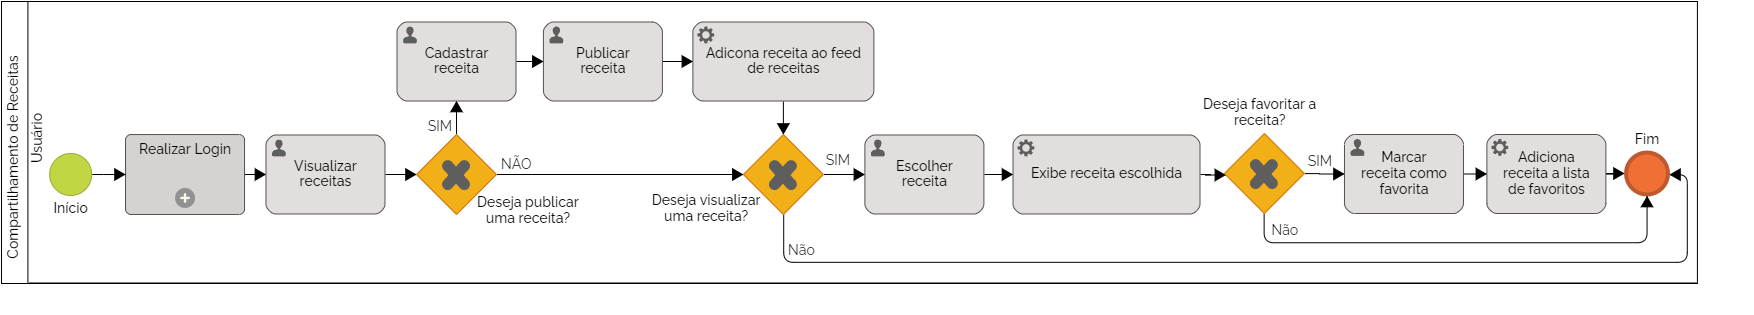 Compartilhamento de Receitas
Usuário
Início
Realizar Login
Visualizar
receitas
SIM
NÃO
Deseja publicar
uma receita?
Cadastrar
receita
Publicar
receita
Adicona receita ao feed
de receitas
Deseja visualizar
uma receita?
SIM
Não
Escolher
receita
Exibe receita escolhida
Deseja favoritar a
receita?
SIM
Não
Marcar
receita como
favorita
Adiciona
receita a lista
de favoritos
Fim